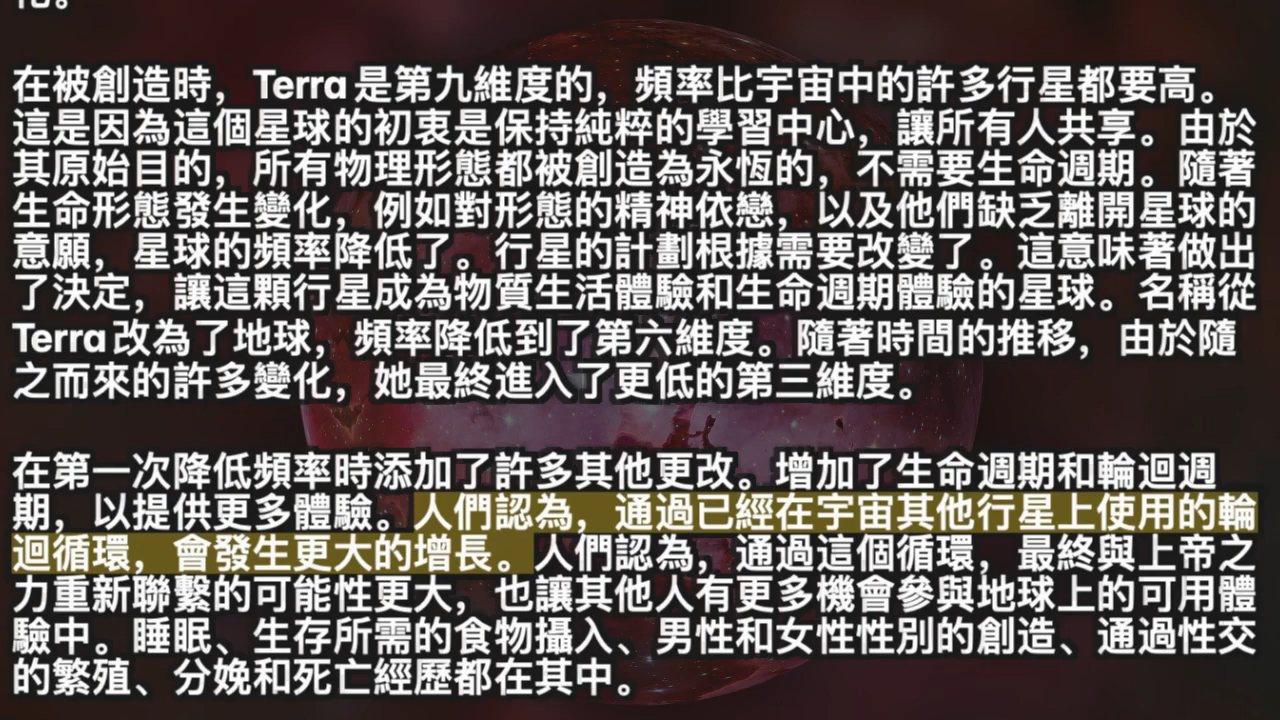 化。
在被創造時，Terra是第九維度的，頻率比宇宙中的許多行星都要高。
這是因為這個星球的初衷是保持純粹的學習中心，讓所有人共享。由於
其原始目的，所有物理形態都被創造為永恆的，不需要生命週期。隨著
生命形態發生變化，例如對形態的精神依戀，以及他們缺乏離開星球的
意願，星球的頻率降低了。行星的計劃根據需要改變了。這意味著做出
了決定，讓這顆行星成為物質生活體驗和生命週期體驗的星球。名稱從
Terra改為了地球，頻率降低到了第六維度。隨著時間的推移，由於隨
之而來的許多變化，她最終進入了更低的第三維度。
在第一次降低頻率時添加了許多其他更改。增加了生命週期和輪迴週
期，以提供更多體驗。人們認為，通過已經在宇宙其他行星上使用的輪
迴循環，會發生更大的增長。人們認為，通過這個循環，最終與上帝之
力重新聯繫的可能性更大，也讓其他人有更多機會參與地球上的可用體
驗中。睡眠、生存所需的食物攝入、男性和女性性別的創造、通過性交
的繁殖、分娩和死亡經歷都在其中。